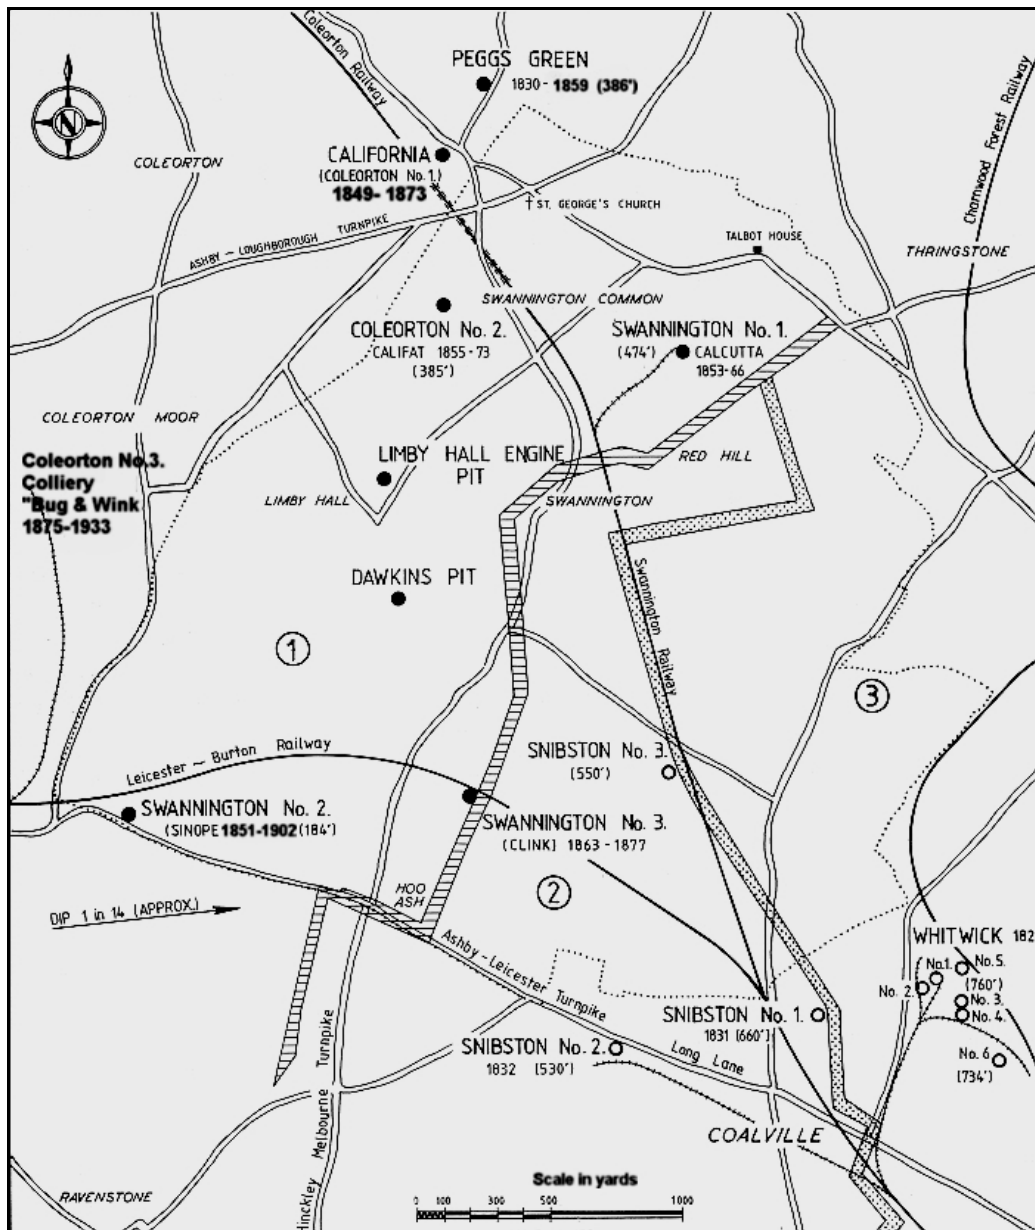 Coleorton Railway
PEGGS GREEN
1830 - 1859 (386')
Charnwood Forest Railway
N
COLEORTON
CALIFORNIA
(COLEORTON No. 1.)
1849- 1873
† ST. GEORGE'S CHURCH
ASHBY ~ LOUGHBOROUGH TURNPIKE
TALBOT HOUSE
THRINGSTONE
SWANNINGTON COMMON
COLEORTON No. 2.
CALIFAT 1855 - 73
(385')
SWANNINGTON No. 1.
(474') CALCUTTA
1853-66
COLEORTON MOOR
Coleorton No.3.
Colliery
"Bug & Wink
1875-1933
LIMBY HALL ENGINE
PIT
RED HILL
LIMBY HALL
SWANNINGTON
DAWKINS PIT
Swannington Railway
1
3
Leicester ~ Burton Railway
SNIBSTON No. 3.
(550')
SWANNINGTON No. 2.
(SINOPE 1851-1902 (184')
SWANNINGTON No. 3.
(CLINK) 1863 - 1877
HOO
ASH
2
DIP 1 in 14 (APPROX.)
Ashby-Leicester Turnpike
WHITWICK 182
No. 5.
No. 1.
(760')
No. 2.
No. 3.
No. 4.
SNIBSTON No. 1.
1831 (660')
SNIBSTON No. 2.
1832 (530')
Long Lane
No. 6
(734')
Hinckley Melbourne Turnpike
COALVILLE
RAVENSTONE
Scale in yards
0 100 300 500 1000